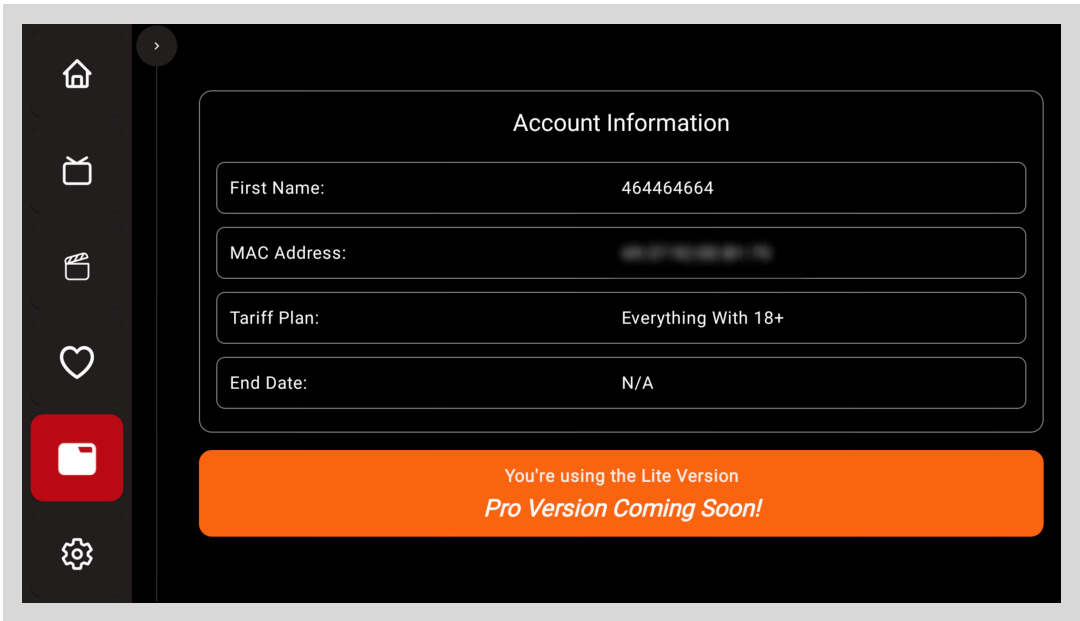 Account Information
First Name: 464464664
MAC Address:
Tariff Plan: Everything With 18+
End Date: N/A
You're using the Lite Version
Pro Version Coming Soon!